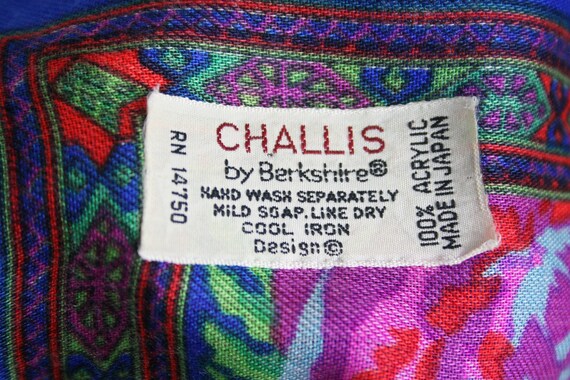 CHALLIS
by Berkshire®
HAND WASH SEPARATELY
MILD SOAP. LIKE DRY
COOL IRON
Design©
RN 14750
100% ACRYLIC
MADE IN JAPAN